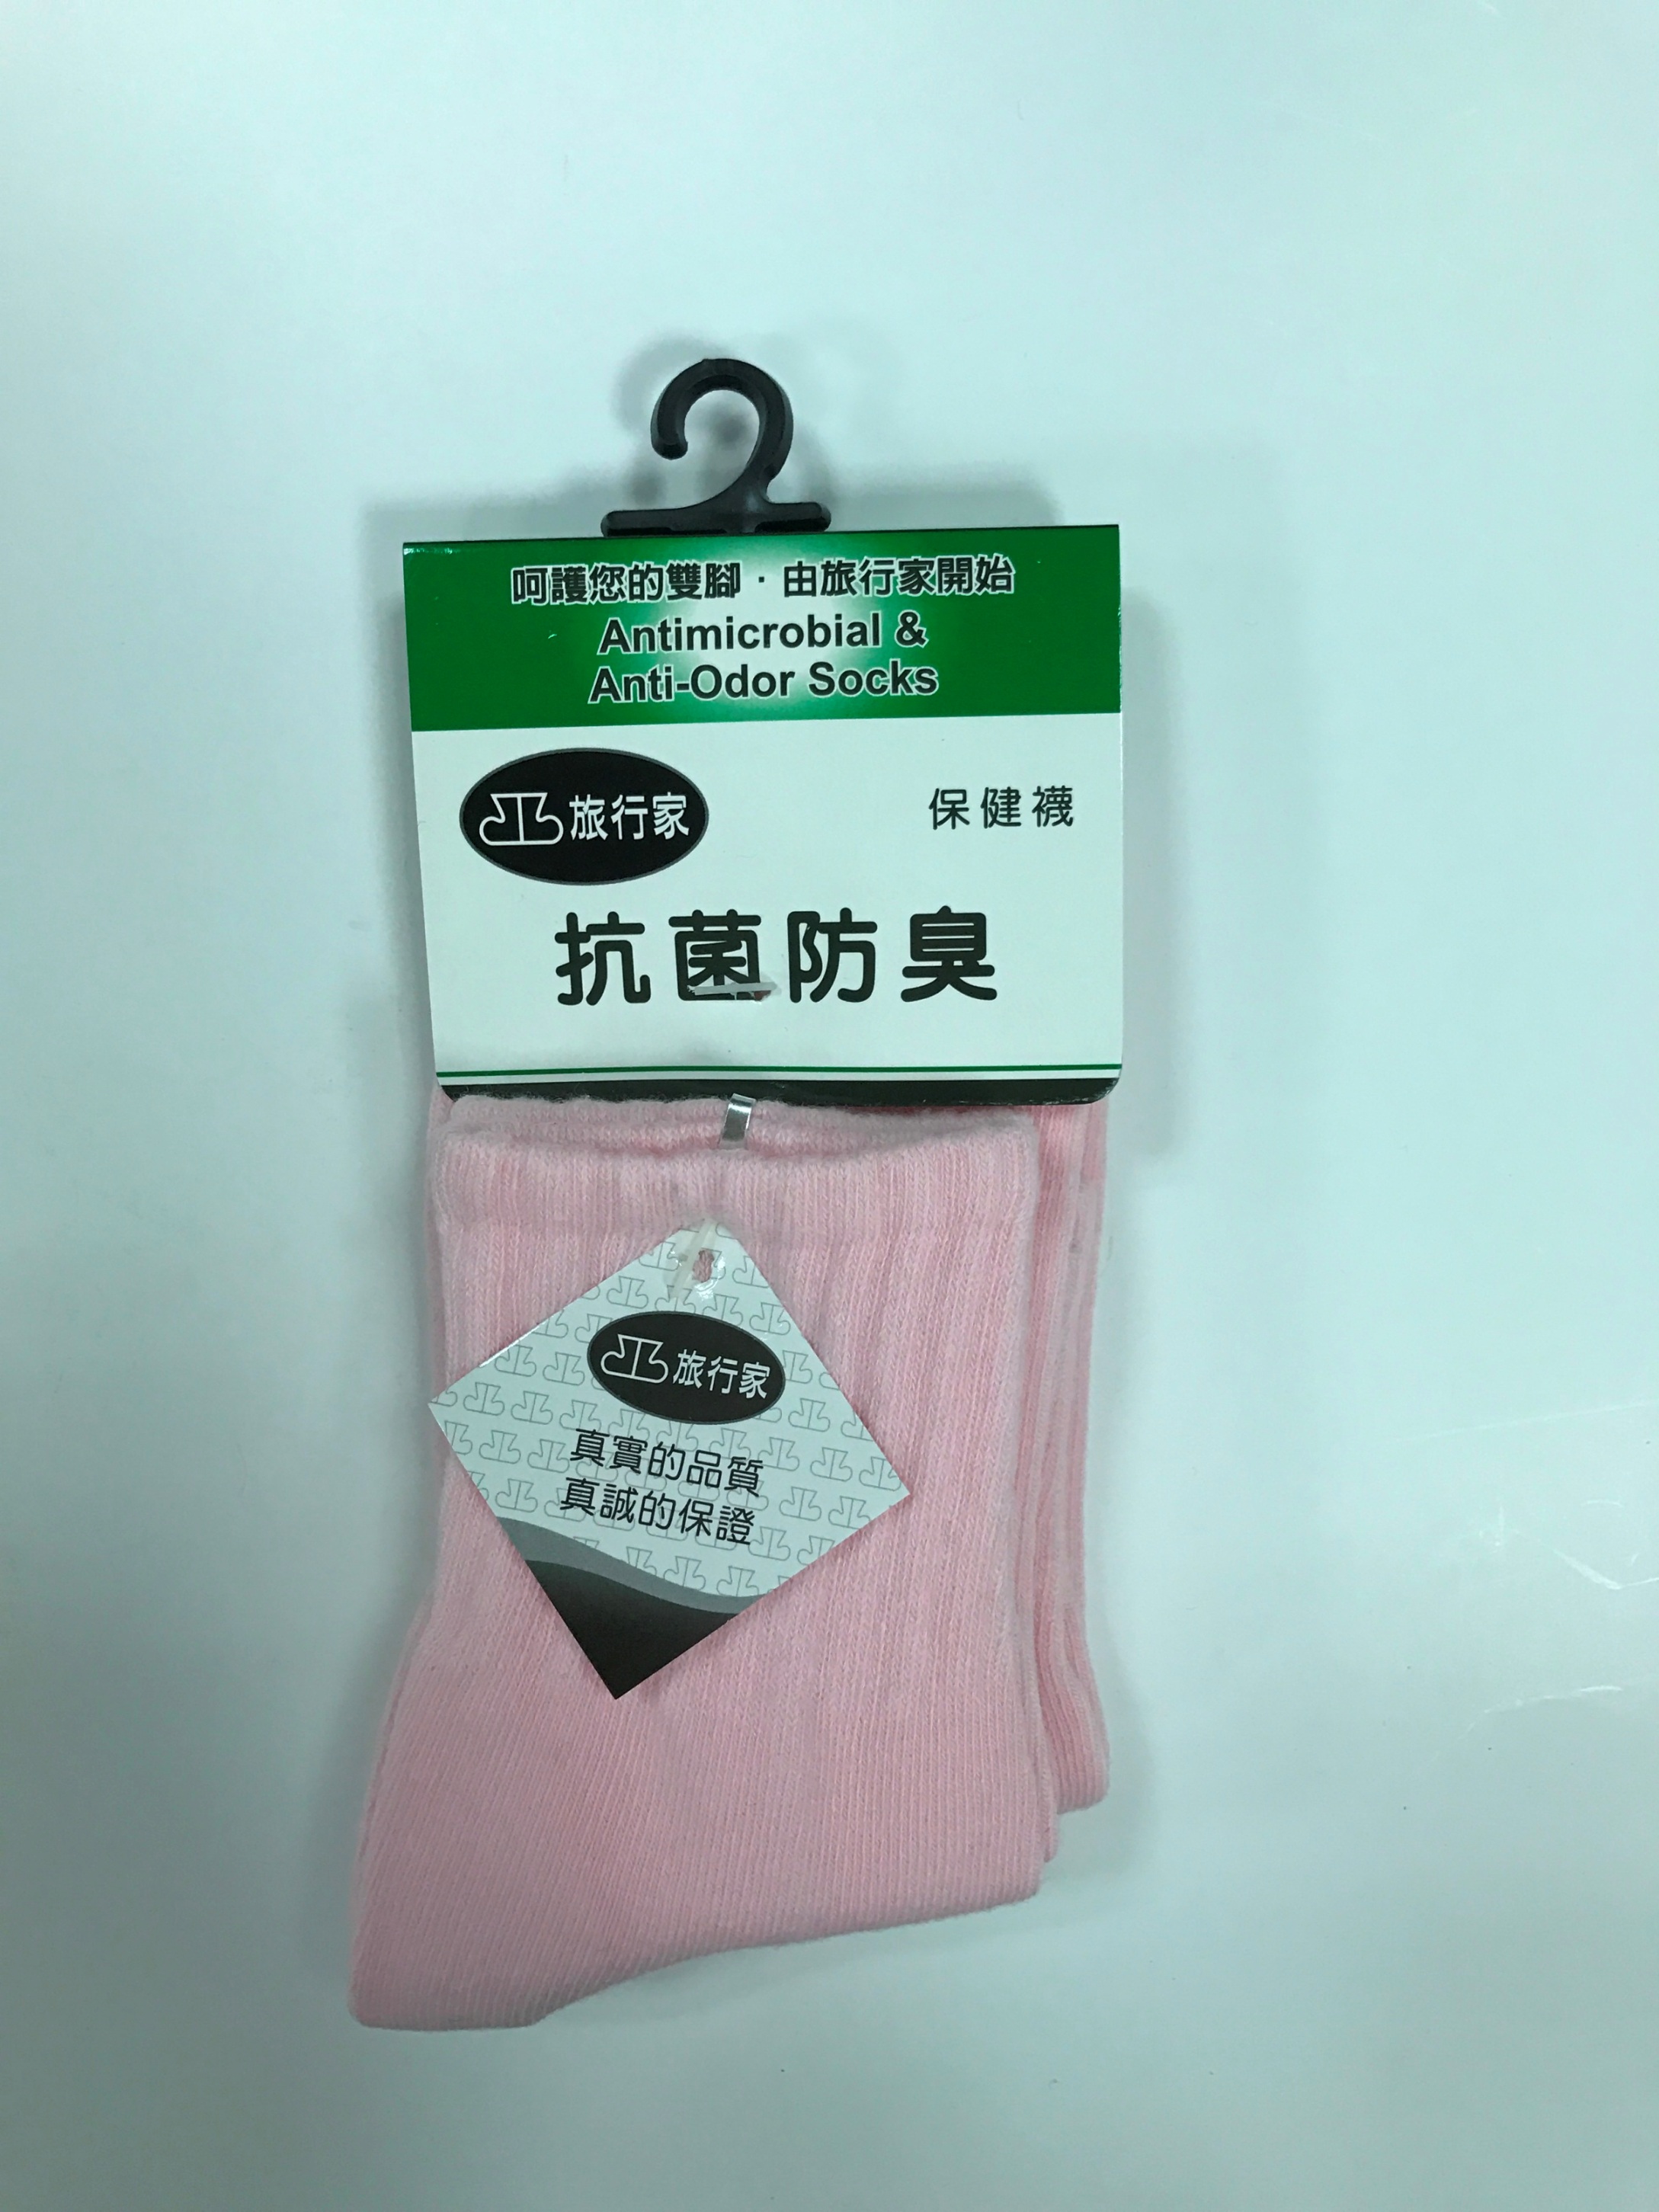 呵護您的雙腳·由旅行家開始
Antimicrobial &
Anti-Odor Socks
旅行家
保健襪
抗菌防臭
旅行家
真實的品質
真誠的保證